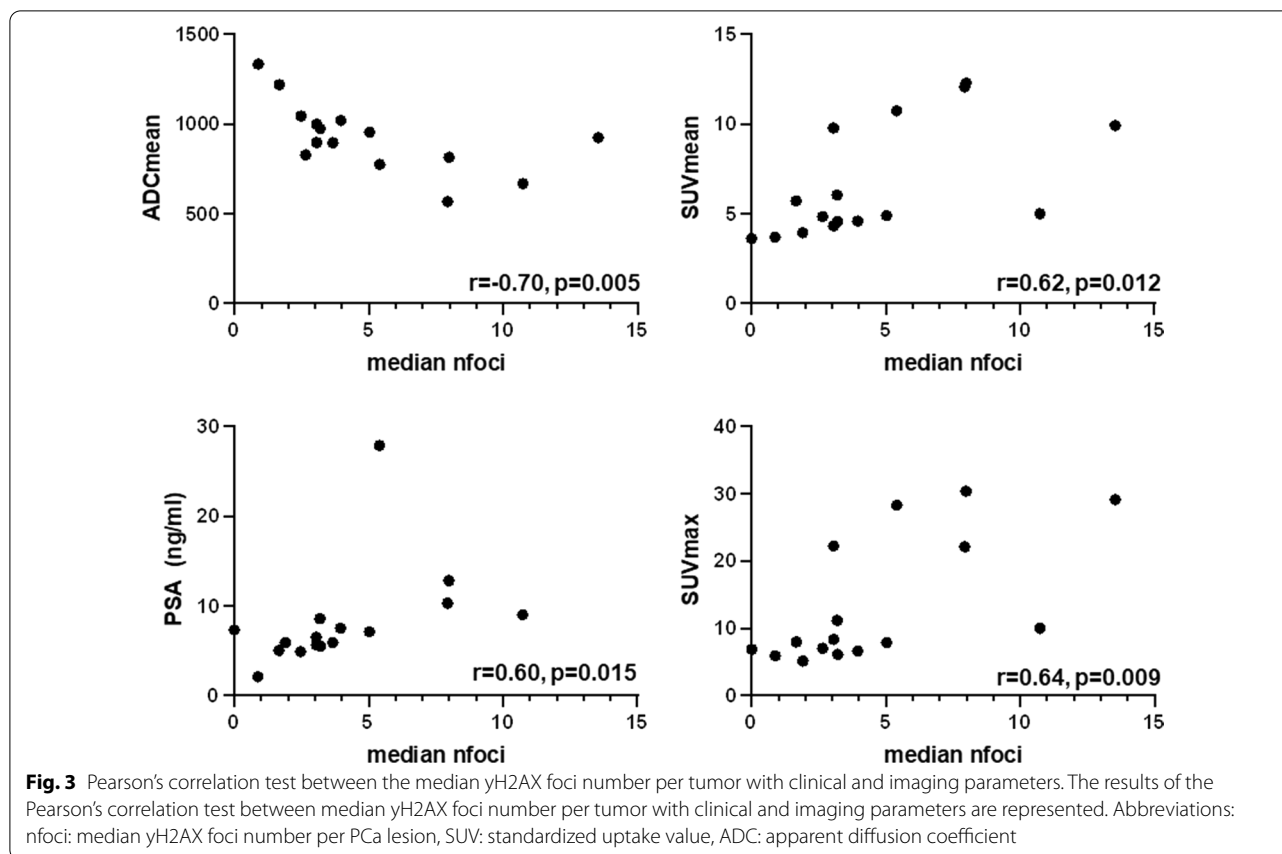 1500
1000
500
0
ADCmean
r=-0.70, p=0.005
0 5 10 15
median nfoci
15
10
5
0
SUVmean
r=0.62, p=0.012
0 5 10 15
median nfoci
30
20
10
0
PSA (ng/ml)
r=0.60, p=0.015
0 5 10 15
median nfoci
40
30
20
10
0
SUVmax
r=0.64, p=0.009
0 5 10 15
median nfoci
Fig. 3 Pearson's correlation test between the median yH2AX foci number per tumor with clinical and imaging parameters. The results of the
Pearson's correlation test between median yH2AX foci number per tumor with clinical and imaging parameters are represented. Abbreviations:
nfoci: median yH2AX foci number per PCa lesion, SUV: standardized uptake value, ADC: apparent diffusion coefficient